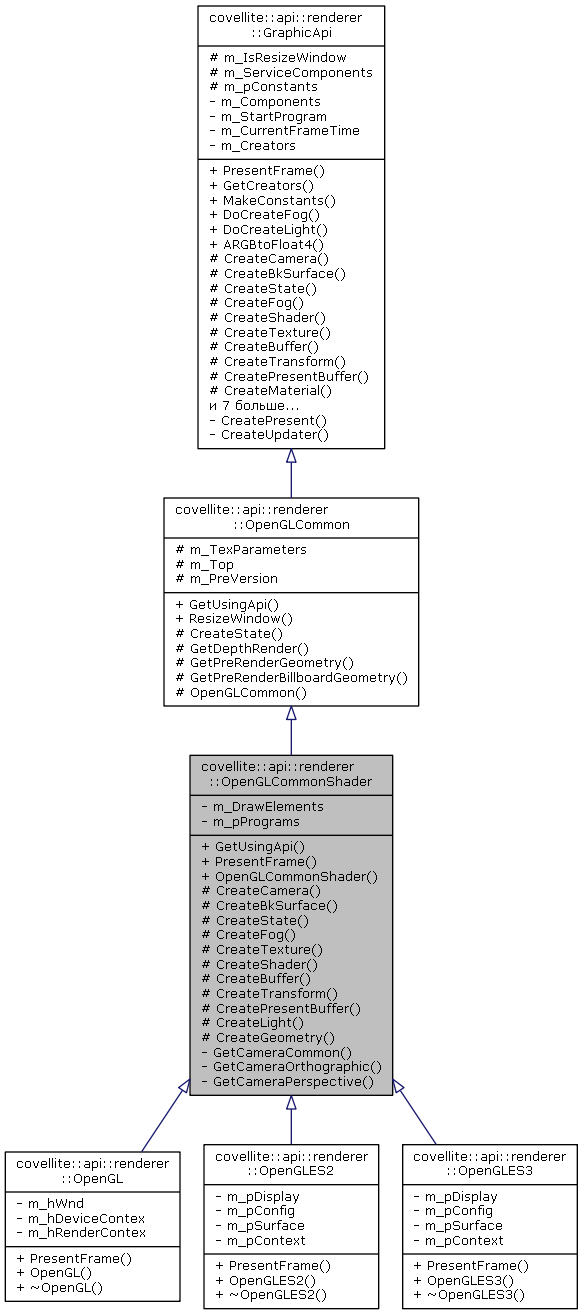 covellite::api::renderer
::GraphicApi
# m_IsResizeWindow
# m_ServiceComponents
# m_pConstants
- m_Components
- m_StartProgram
- m_CurrentFrameTime
- m_Creators
+ PresentFrame()
+ GetCreators()
+ MakeConstants()
+ DoCreateFog()
+ DoCreateLight()
+ ARGBtoFloat4()
# CreateCamera()
# CreateBkSurface()
# CreateState()
# CreateFog()
# CreateShader()
# CreateTexture()
# CreateBuffer()
# CreateTransform()
# CreatePresentBuffer()
# CreateMaterial()
и 7 больше...
- CreatePresent()
- CreateUpdater()
covellite::api::renderer
::OpenGLCommon
# m_TexParameters
# m_Top
# m_PreVersion
+ GetUsingApi()
+ ResizeWindow()
# CreateState()
# GetDepthRender()
# GetPreRenderGeometry()
# GetPreRenderBillboardGeometry()
# OpenGLCommon()
covellite::api::renderer
::OpenGLCommonShader
- m_DrawElements
- m_pPrograms
+ GetUsingApi()
+ PresentFrame()
+ OpenGLCommonShader()
# CreateCamera()
# CreateBkSurface()
# CreateState()
# CreateFog()
# CreateTexture()
# CreateShader()
# CreateBuffer()
# CreateTransform()
# CreatePresentBuffer()
# CreateLight()
# CreateGeometry()
- GetCameraCommon()
- GetCameraOrthographic()
- GetCameraPerspective()
covellite::api::renderer
::OpenGL
- m_hWnd
- m_hDeviceContex
- m_hRenderContex
+ PresentFrame()
+ OpenGL()
+ ~OpenGL()
covellite::api::renderer
::OpenGLES2
- m_pDisplay
- m_pConfig
- m_pSurface
- m_pContext
+ PresentFrame()
+ OpenGLES2()
+ ~OpenGLES2()
covellite::api::renderer
::OpenGLES3
- m_pDisplay
- m_pConfig
- m_pSurface
- m_pContext
+ PresentFrame()
+ OpenGLES3()
+ ~OpenGLES3()